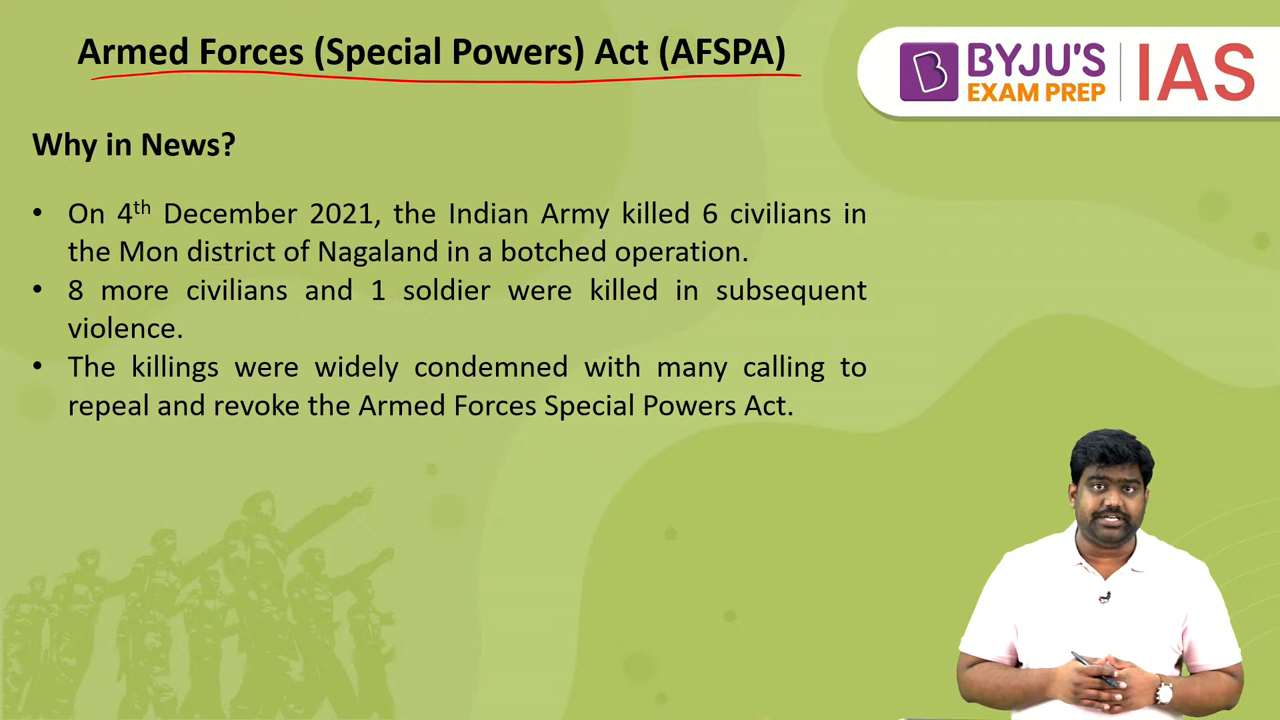 Armed Forces (Special Powers) Act (AFSPA)
BYJU'S
EXAM PREP
IAS
Why in News?
• On 4th December 2021, the Indian Army killed 6 civilians in
the Mon district of Nagaland in a botched operation.
• 8 more civilians and 1 soldier were killed in subsequent
violence.
• The killings were widely condemned with many calling to
repeal and revoke the Armed Forces Special Powers Act.